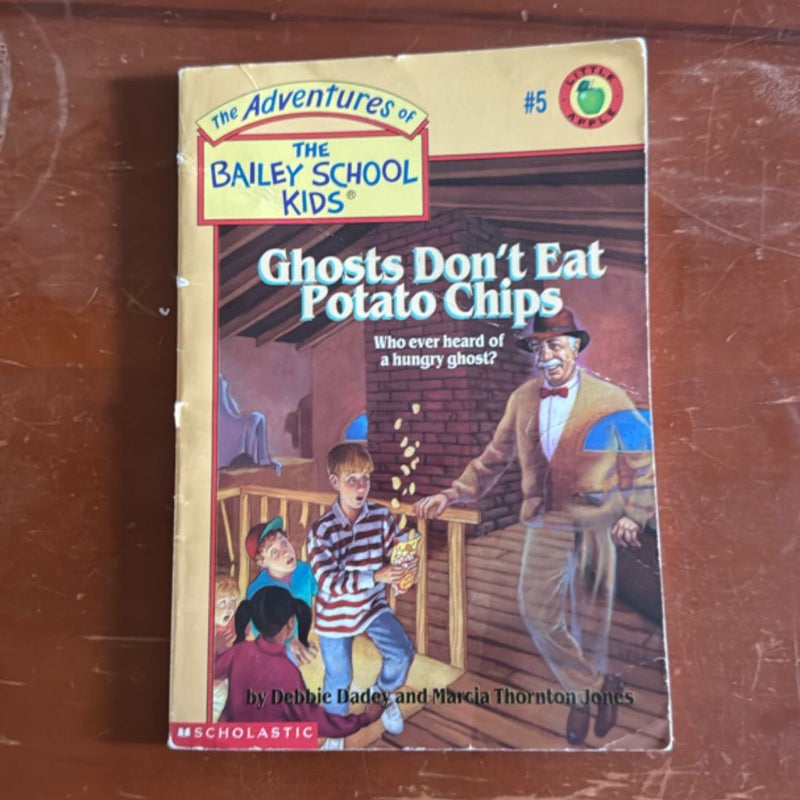 The Adventures of
THE
BAILEY SCHOOL
KIDS®
#5
LITTLE
APPLE
Ghosts Don't Eat
Potato Chips
Who ever heard of
a hungry ghost?
by Debbie Dadey and Marcia Thornton Jones
SCHOLASTIC